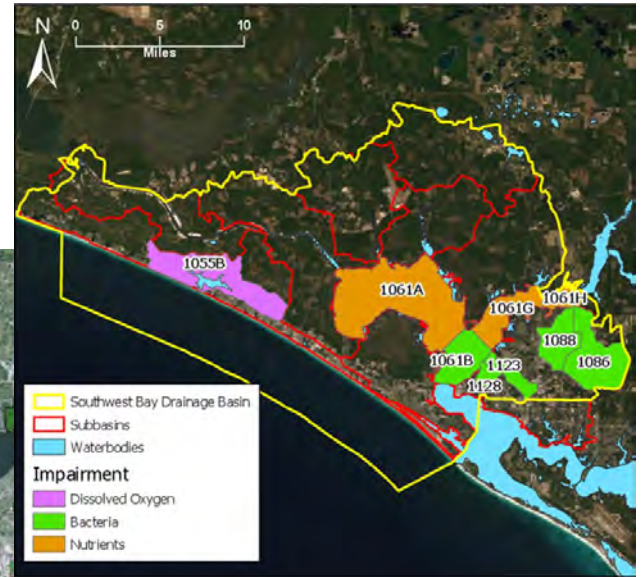 N
0 5 10
Miles
1055B
1061A
1061G
1061H
1088
1086
1061B
1123
1128
Southwest Bay Drainage Basin
Subbasins
Waterbodies
Impairment
Dissolved Oxygen
Bacteria
Nutrients